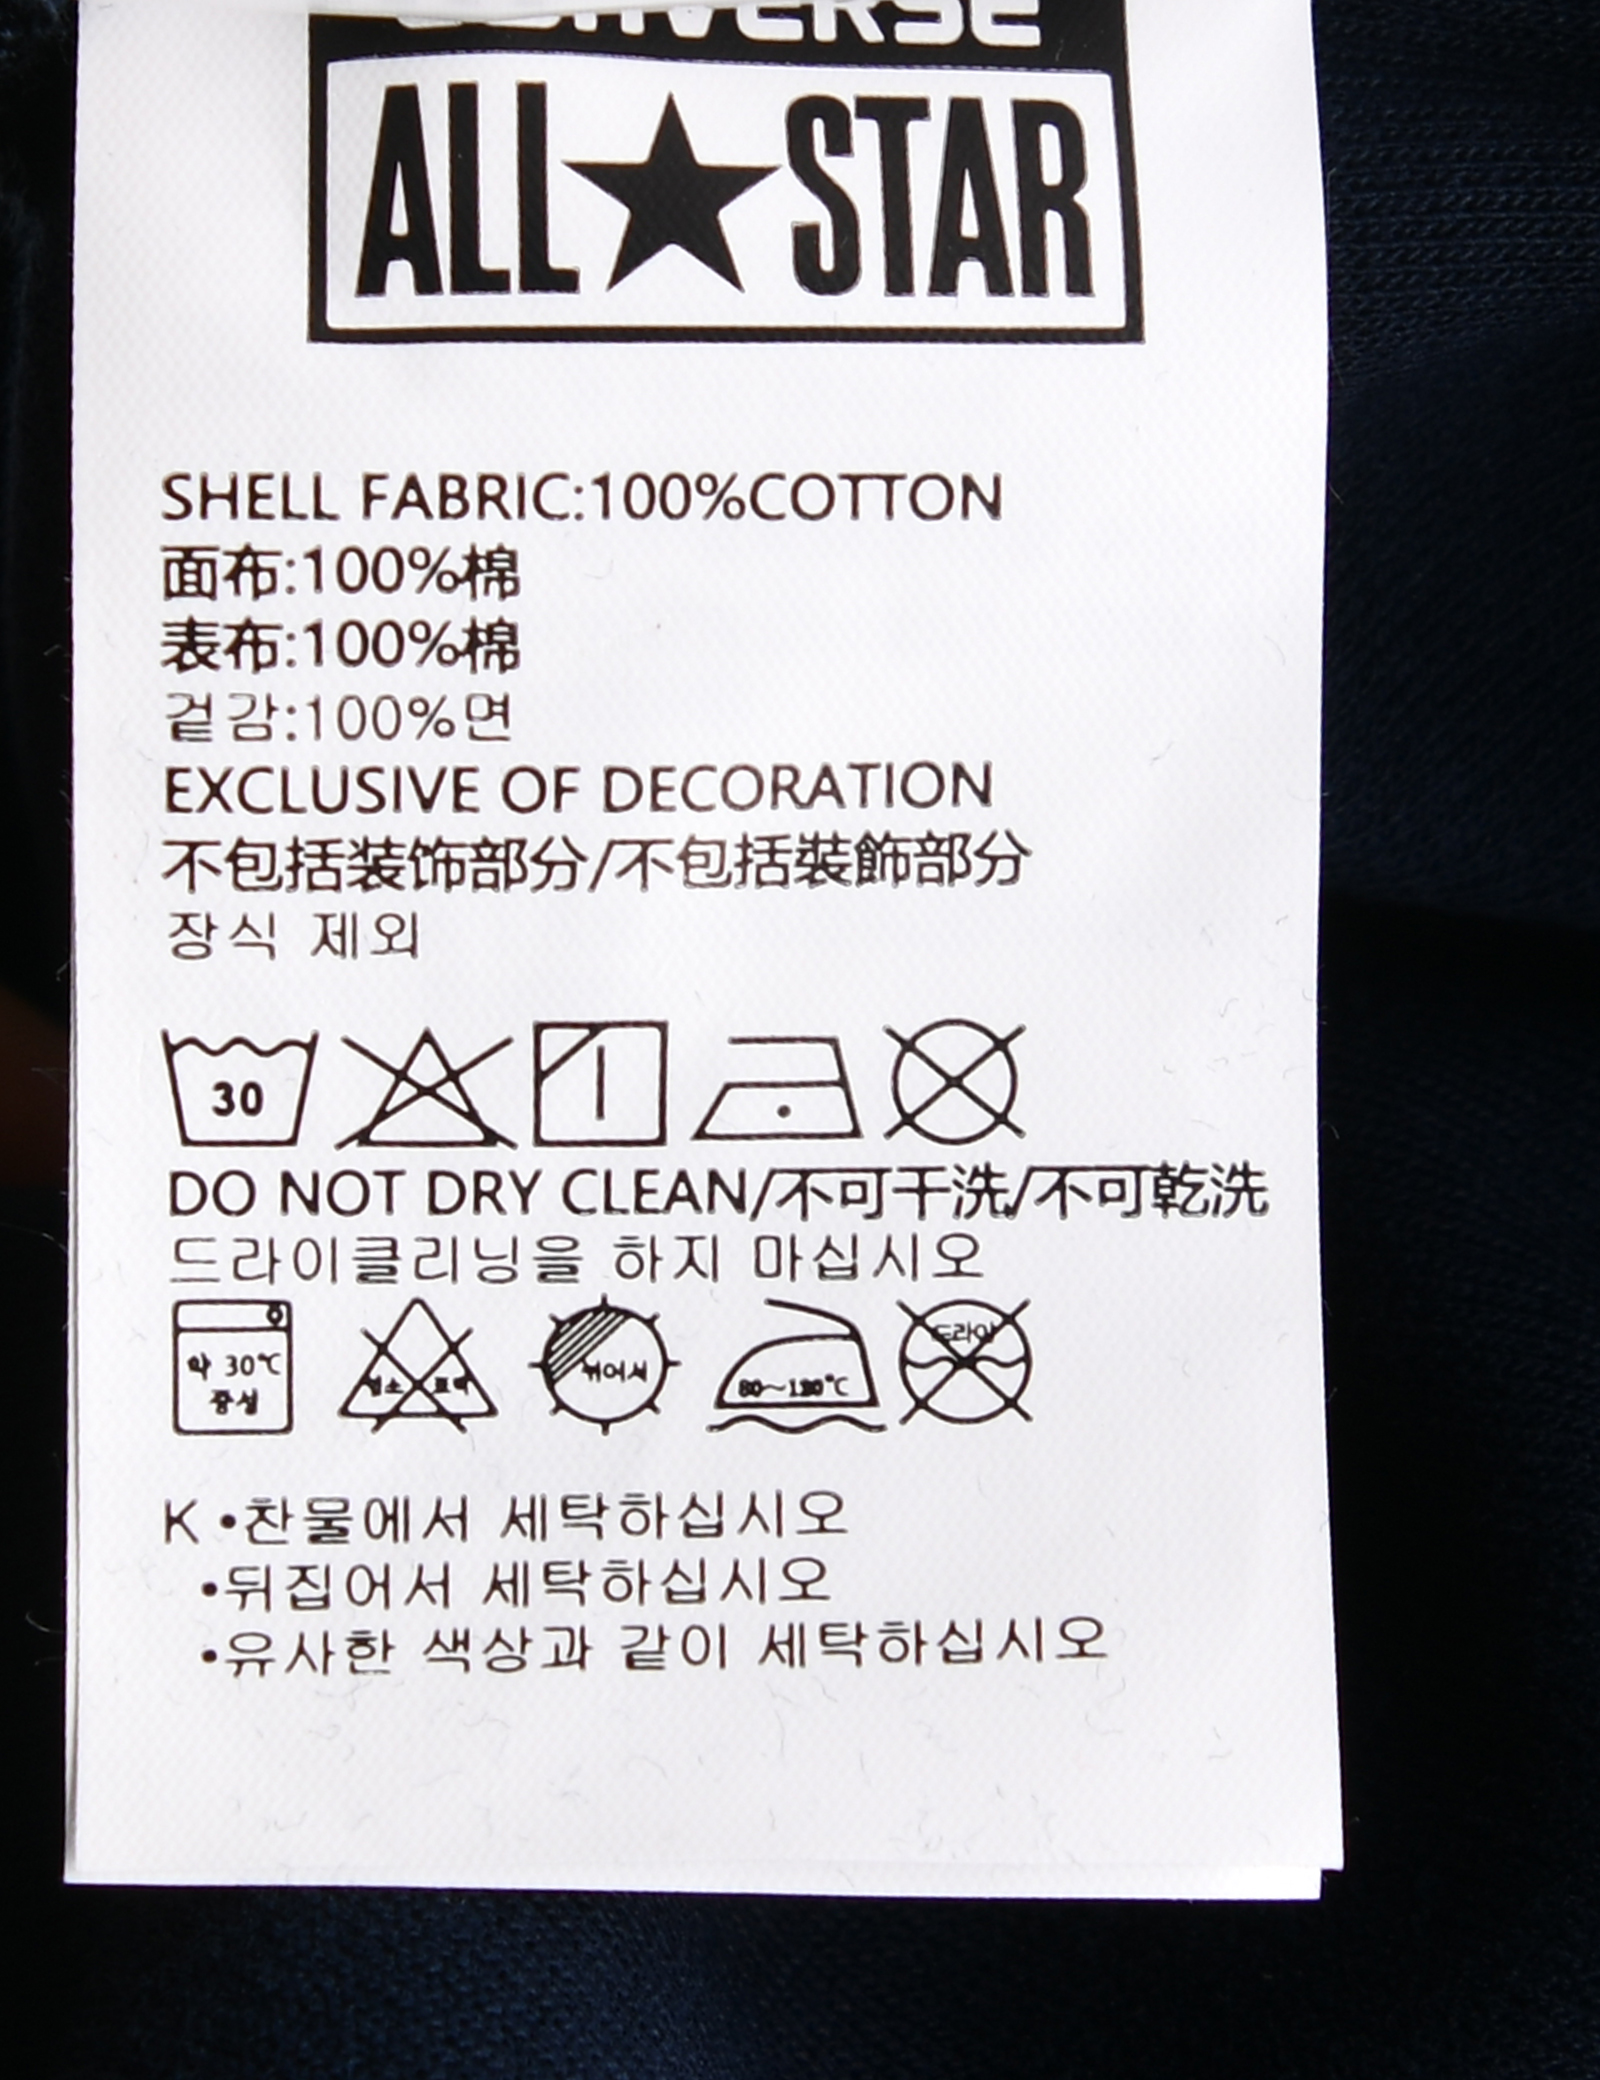 CONVERSE
ALL★STAR
SHELL FABRIC:100%COTTON
面布:100%棉
表布:100%棉
겉감:100%면
EXCLUSIVE OF DECORATION
不包括装饰部分/不包括裝飾部分
장식 제외
30
DO NOT DRY CLEAN/不可干洗/不可乾洗
드라이클리닝을 하지 마십시오
약 30℃
중성
뉘어서
80~120℃
드라이
K •찬물에서 세탁하십시오
•뒤집어서 세탁하십시오
•유사한 색상과 같이 세탁하십시오